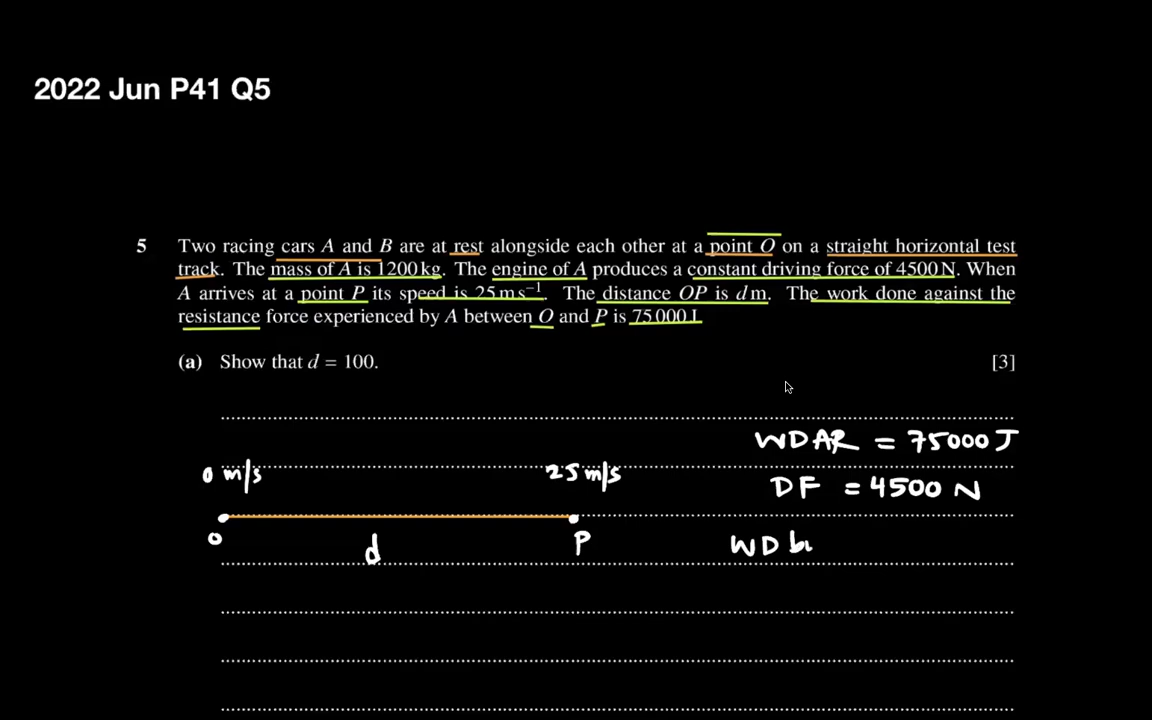 2022 Jun P41 Q5
5 Two racing cars A and B are at rest alongside each other at a point O on a straight horizontal test
track. The mass of A is 1200 kg. The engine of A produces a constant driving force of 4500 N. When
A arrives at a point P its speed is 25 m s⁻¹. The distance OP is d m. The work done against the
resistance force experienced by A between O and P is 75 000 J.
(a) Show that d = 100. [3]
WDAR = 75000 J
0 m/s 25 m/s
DF = 4500 N
O d P WD by